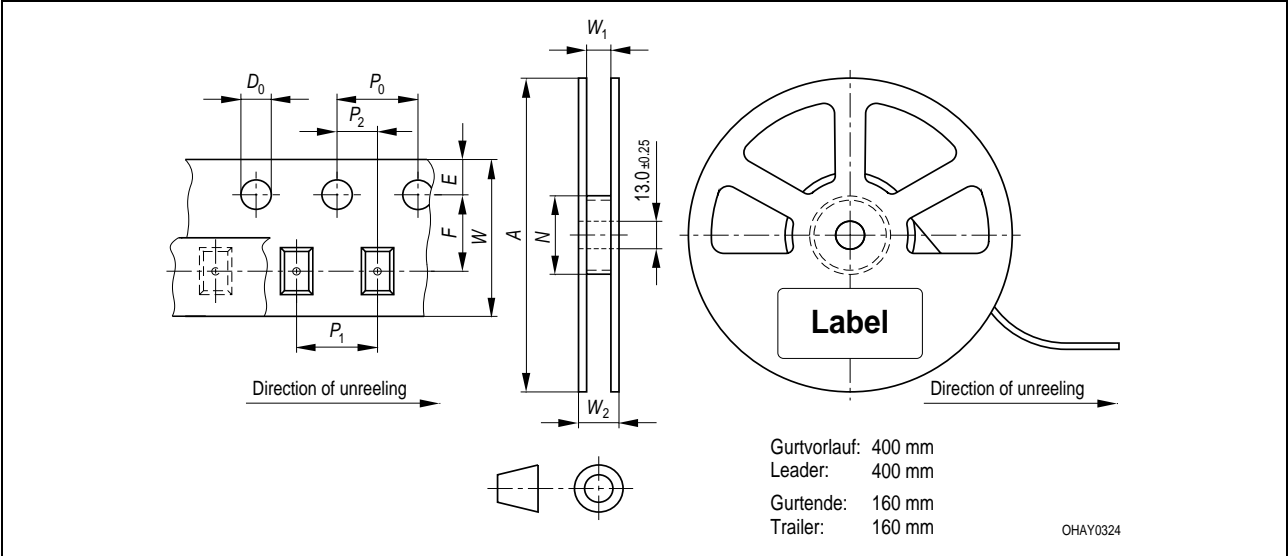 W₁
D₀
P₀
P₂
E
F
W
A
N
13.0 ±0.25
P₁
Label
Direction of unreeling
W₂
Direction of unreeling
Gurtvorlauf: 400 mm
Leader: 400 mm
Gurtende: 160 mm
Trailer: 160 mm
OHAY0324